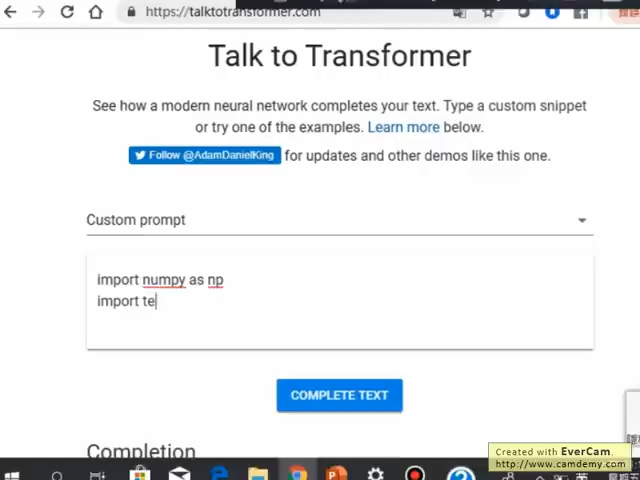 https://talktotransformer.com
Talk to Transformer
See how a modern neural network completes your text. Type a custom snippet
or try one of the examples. Learn more below.
Follow @AdamDanielKing for updates and other demos like this one.
Custom prompt
import numpy as np
import te
COMPLETE TEXT
Completion
Created with EverCam.
http://www.camdemy.com